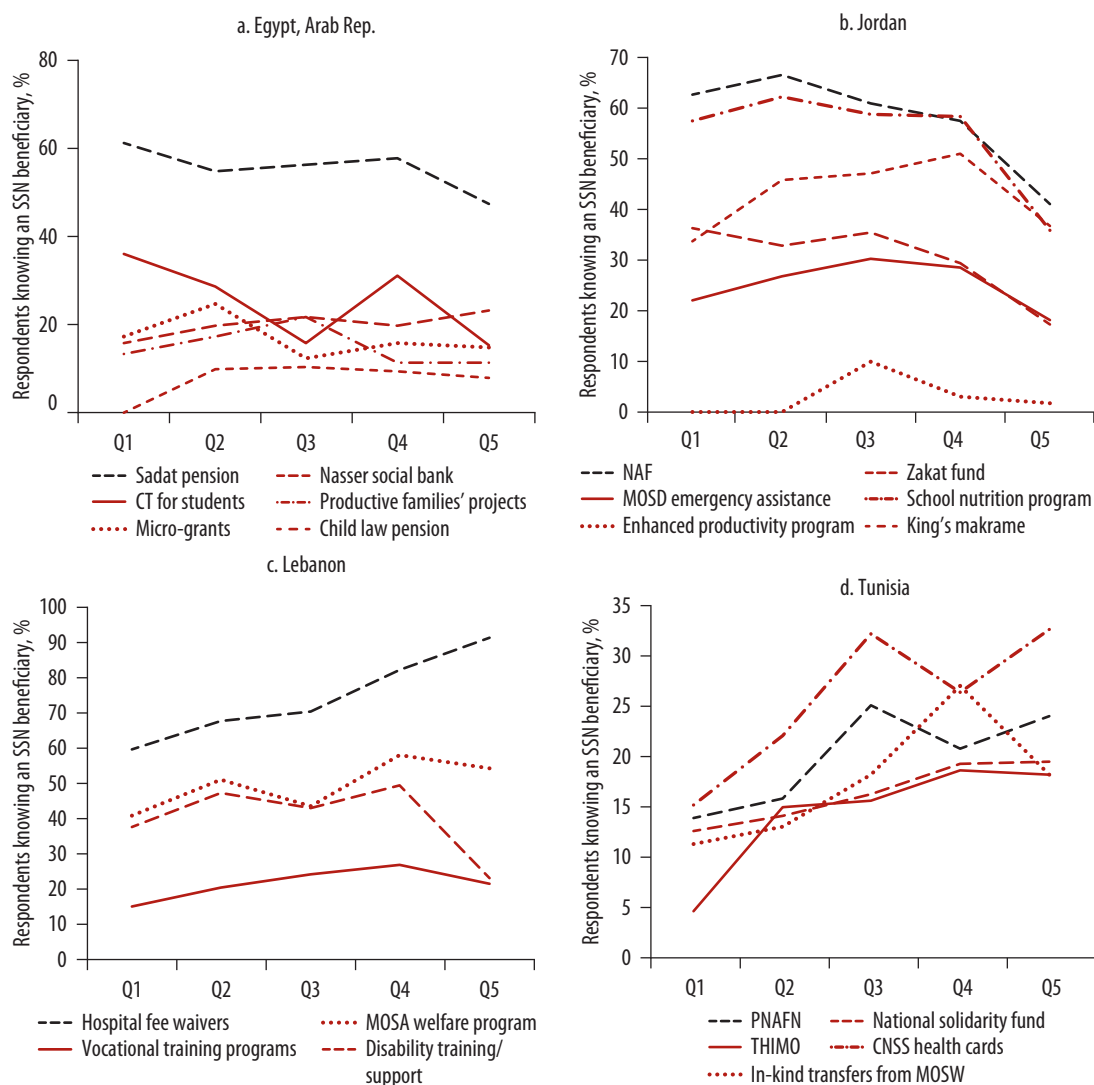 a. Egypt, Arab Rep.
Respondents knowing an SSN beneficiary, %
80
60
40
20
0
Q1 Q2 Q3 Q4 Q5
Sadat pension Nasser social bank
CT for students Productive families’ projects
Micro-grants Child law pension
b. Jordan
Respondents knowing an SSN beneficiary, %
70
60
50
40
30
20
10
0
Q1 Q2 Q3 Q4 Q5
NAF Zakat fund
MOSD emergency assistance School nutrition program
Enhanced productivity program King’s makrame
c. Lebanon
Respondents knowing an SSN beneficiary, %
100
90
80
70
60
50
40
30
20
10
0
Q1 Q2 Q3 Q4 Q5
Hospital fee waivers MOSA welfare program
Vocational training programs Disability training/
support
d. Tunisia
Respondents knowing an SSN beneficiary, %
35
30
25
20
15
10
5
0
Q1 Q2 Q3 Q4 Q5
PNAFN National solidarity fund
THIMO CNSS health cards
In-kind transfers from MOSW